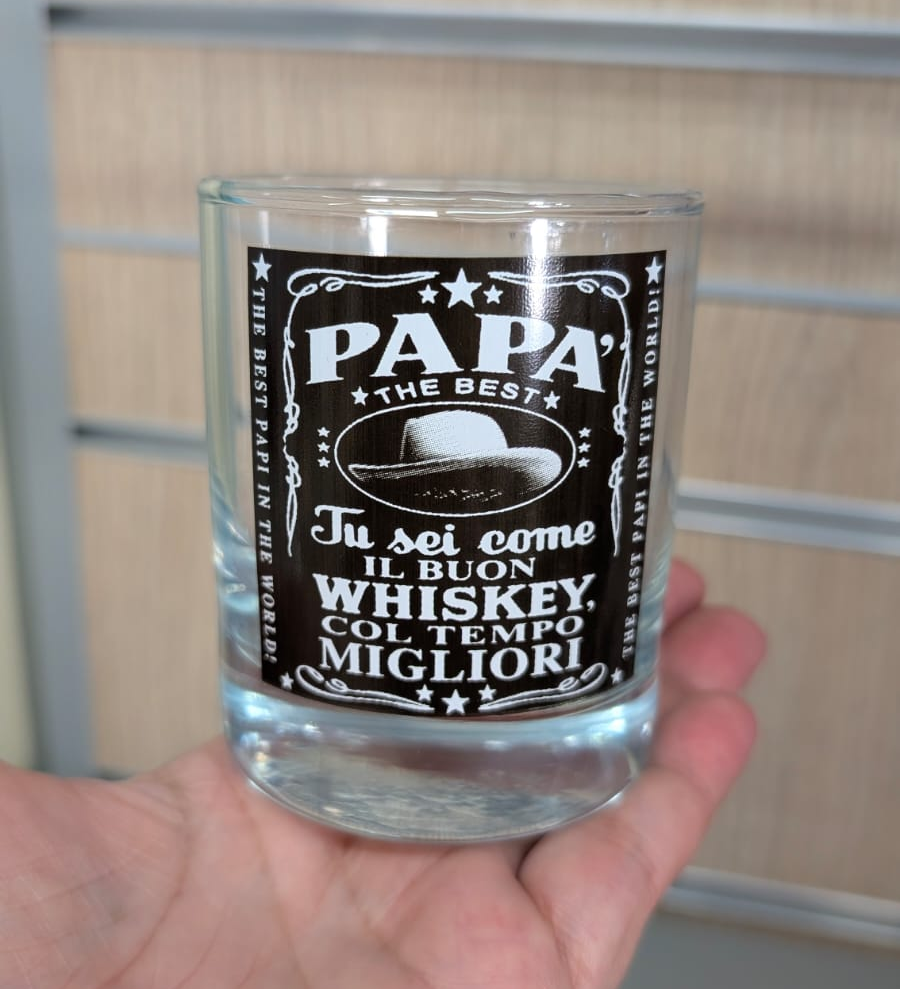 PAPA'
THE BEST
Tu sei come
IL BUON
WHISKEY,
COL TEMPO
MIGLIORI
THE BEST PAPI IN THE WORLD!
THE BEST PAPI IN THE WORLD!